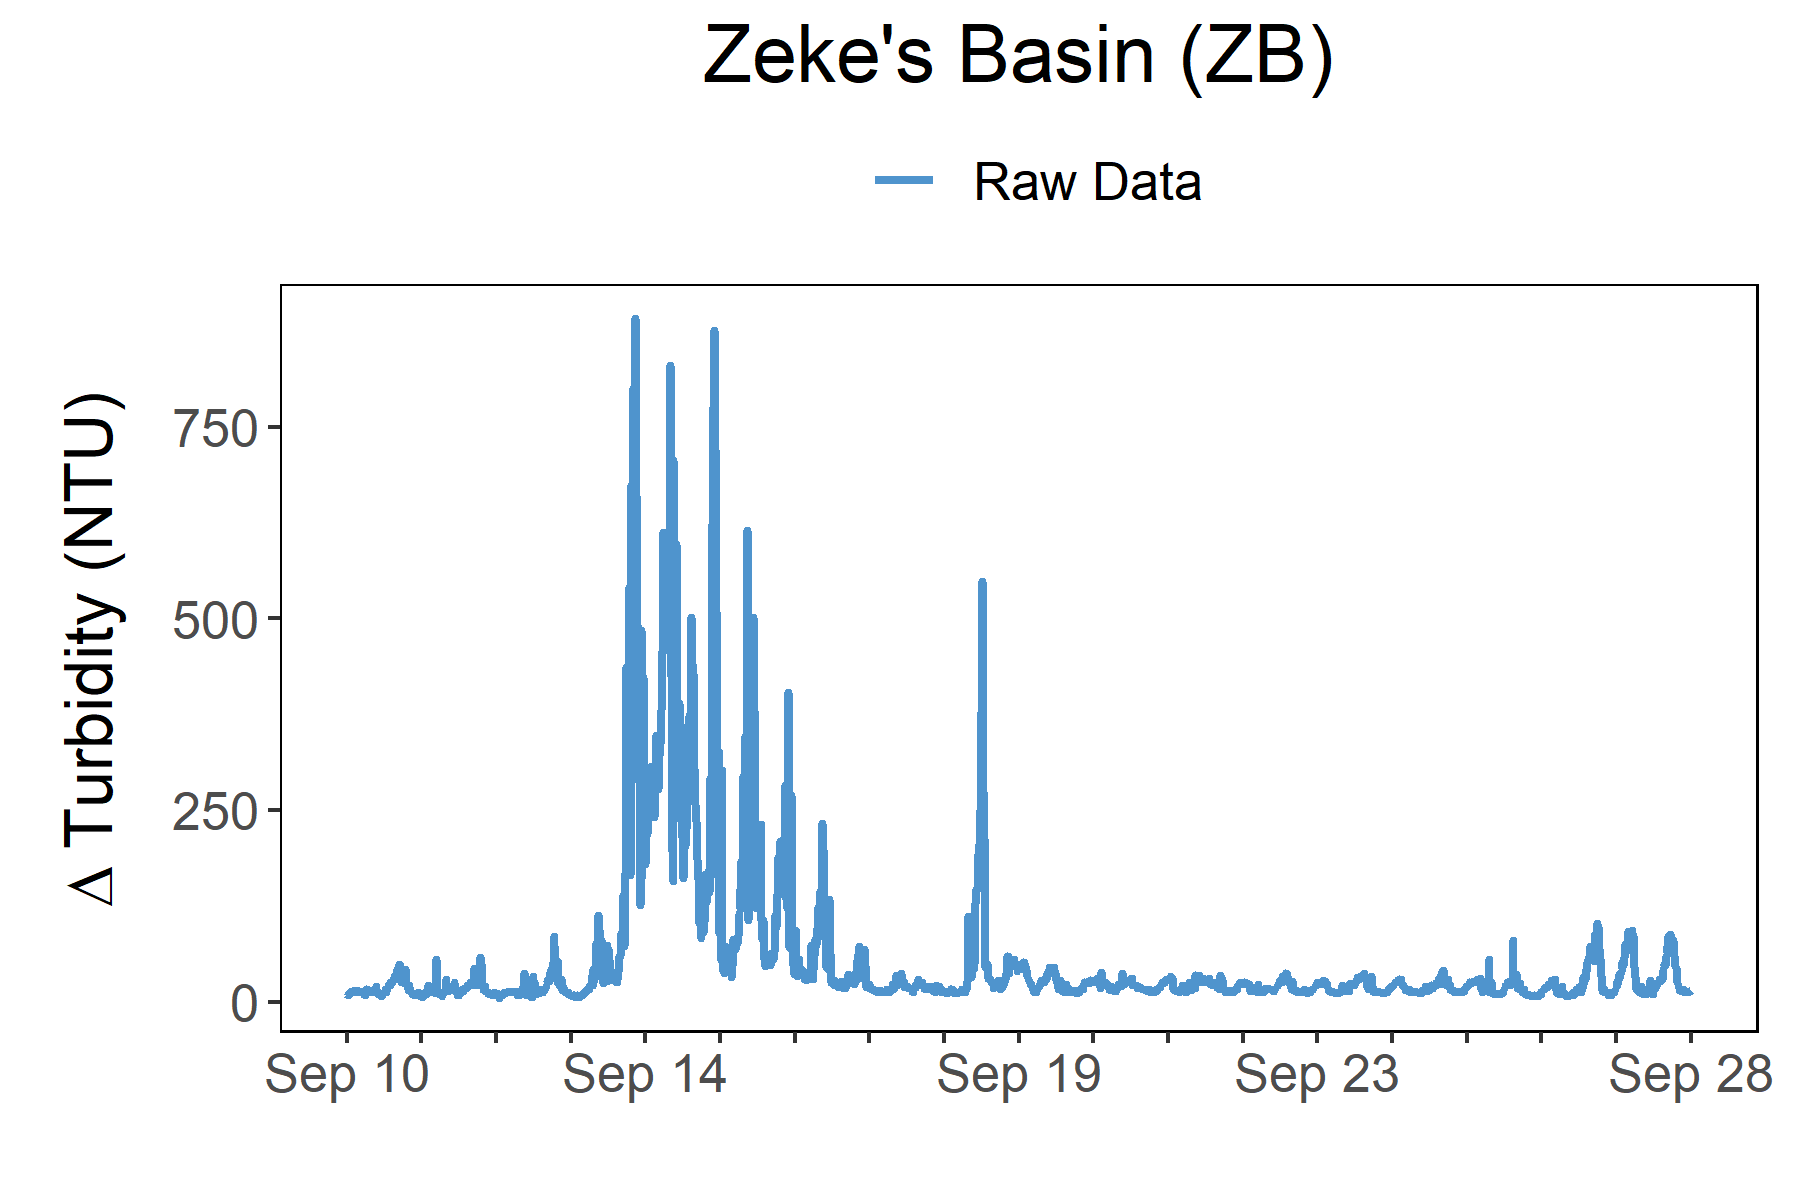 Zeke's Basin (ZB)
Raw Data
Δ Turbidity (NTU)
750
500
250
0
Sep 10 Sep 14 Sep 19 Sep 23 Sep 28